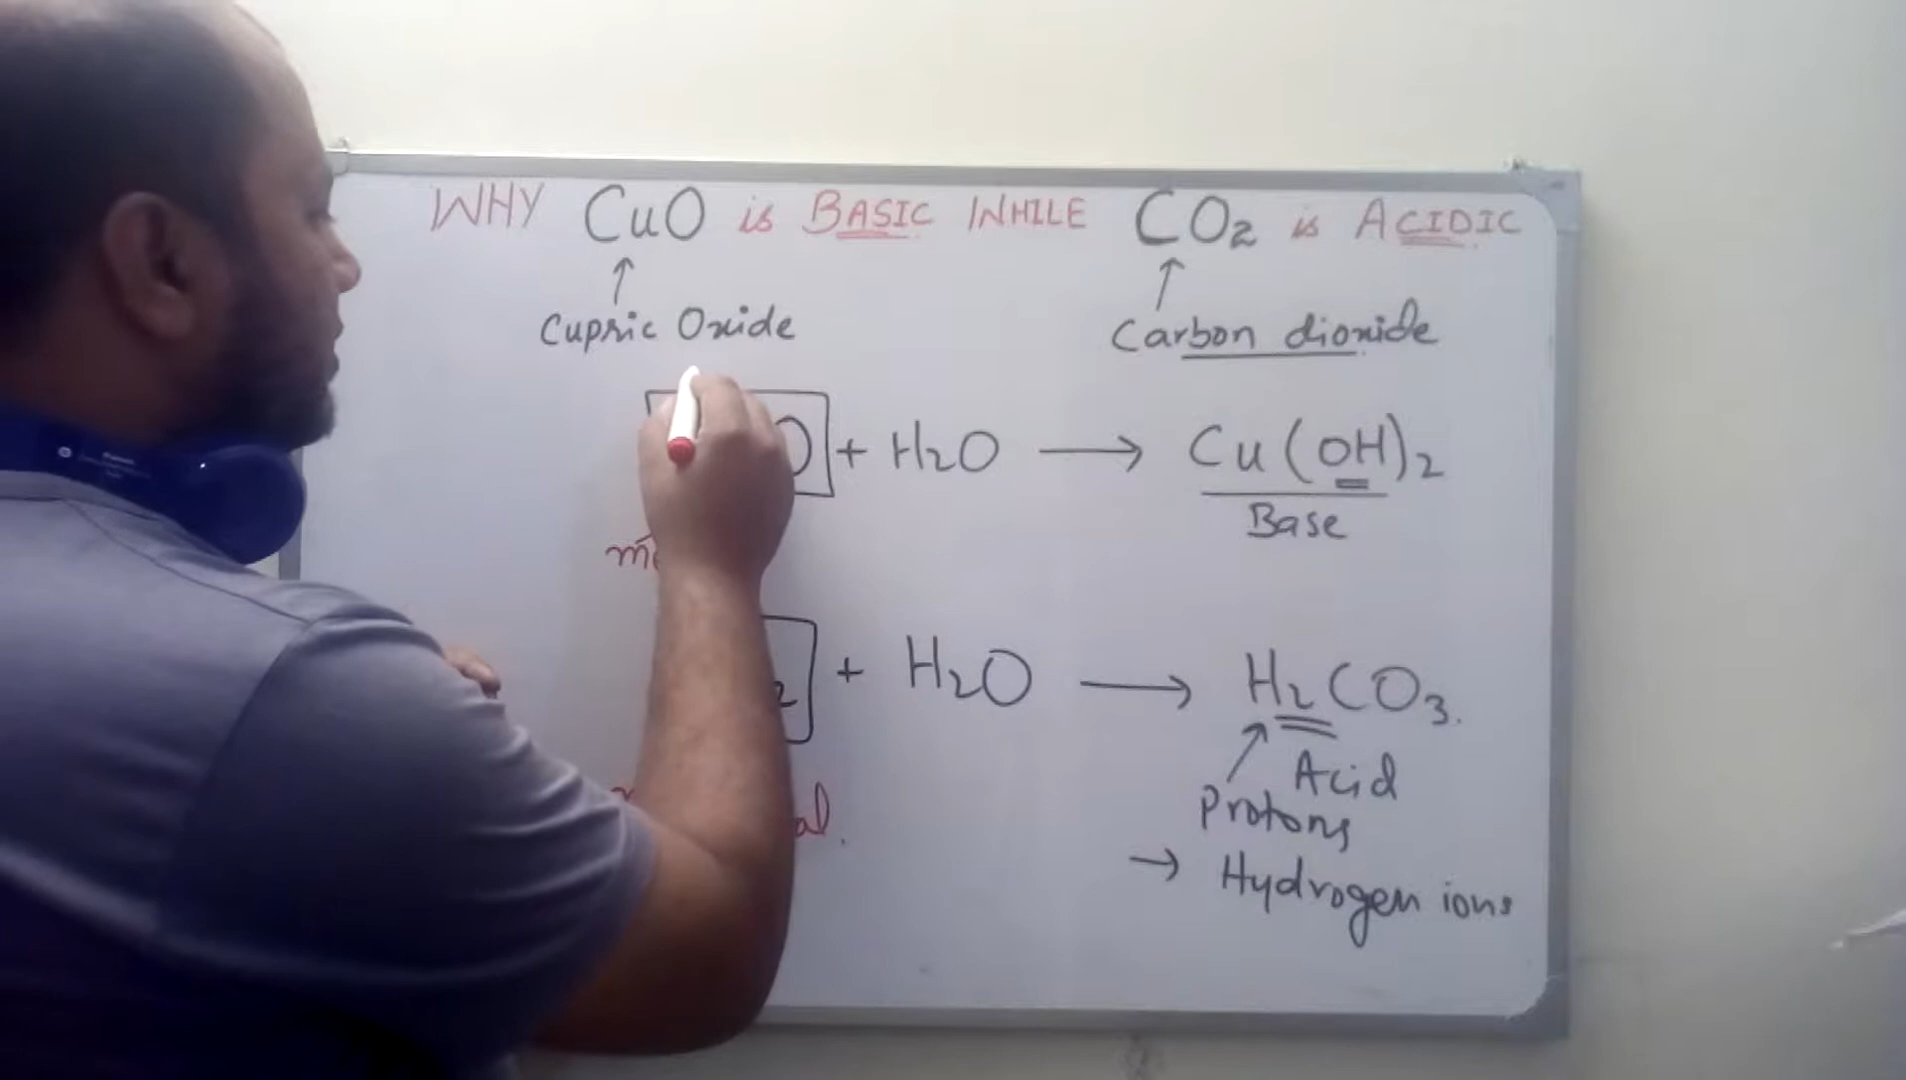 WHY CuO is BASIC WHILE CO2 is ACIDIC
↑ ↑
Cupric Oxide Carbon dioxide
O + H2O → Cu(OH)2
Base
2 + H2O → H2CO3.
Acid
Protons
→ Hydrogen ions